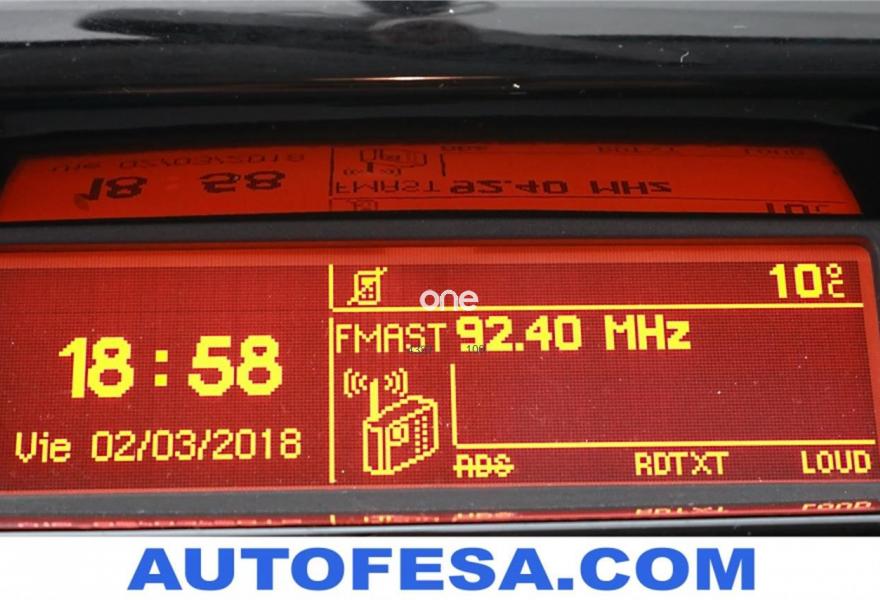 10°C
one
FMAST 92.40 MHz
18:58
Vie 02/03/2018
RDS RDTXT LOUD
AUTOFESA.COM